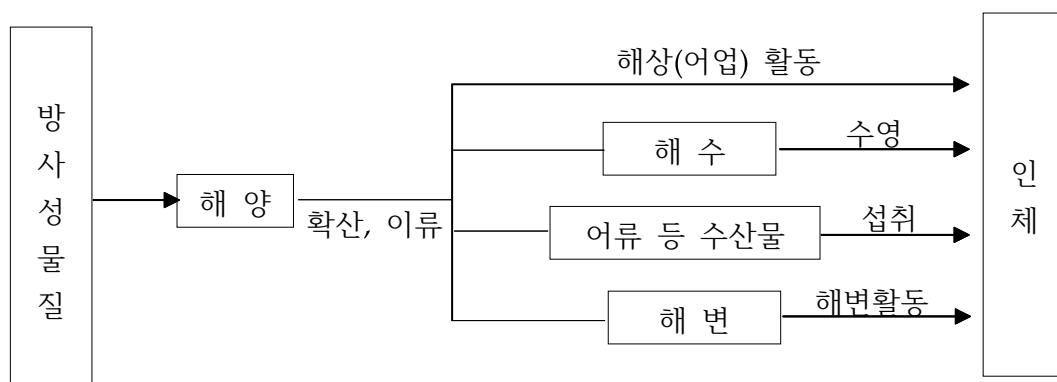 방사성물질
해 양
확산, 이류
해상(어업) 활동
해 수
수영
어류 등 수산물
섭취
해 변
해변활동
인체